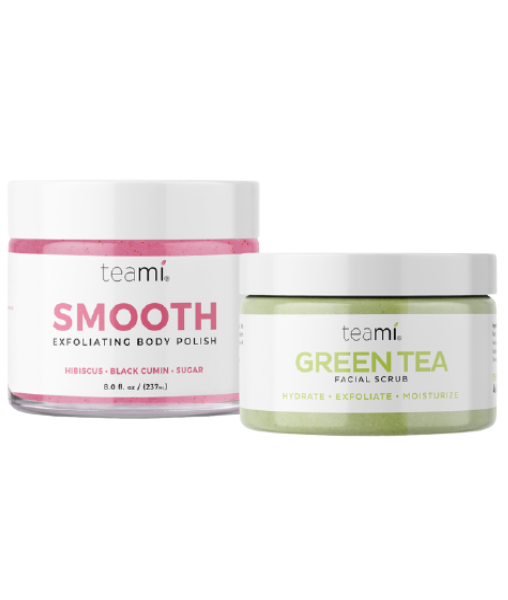 teami®
SMOOTH
EXFOLIATING BODY POLISH
HIBISCUS • BLACK CUMIN • SUGAR
8.0 fl. oz / (237mL)
teami®
GREEN TEA
FACIAL SCRUB
HYDRATE • EXFOLIATE • MOISTURIZE